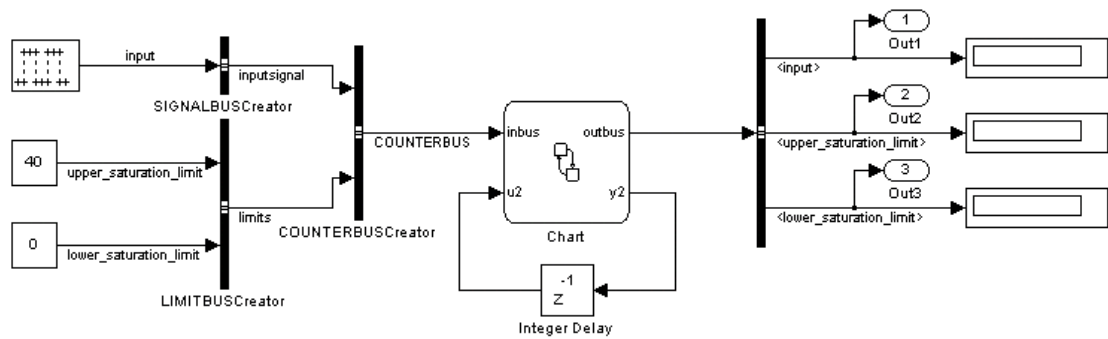 input
inputsignal
SIGNALBUSCreator
40
upper_saturation_limit
0
lower_saturation_limit
limits
LIMITBUSCreator
COUNTERBUS
COUNTERBUSCreator
inbus
outbus
u2
y2
Chart
-1
Z
Integer Delay
1
Out1
<input>
2
Out2
<upper_saturation_limit>
3
Out3
<lower_saturation_limit>